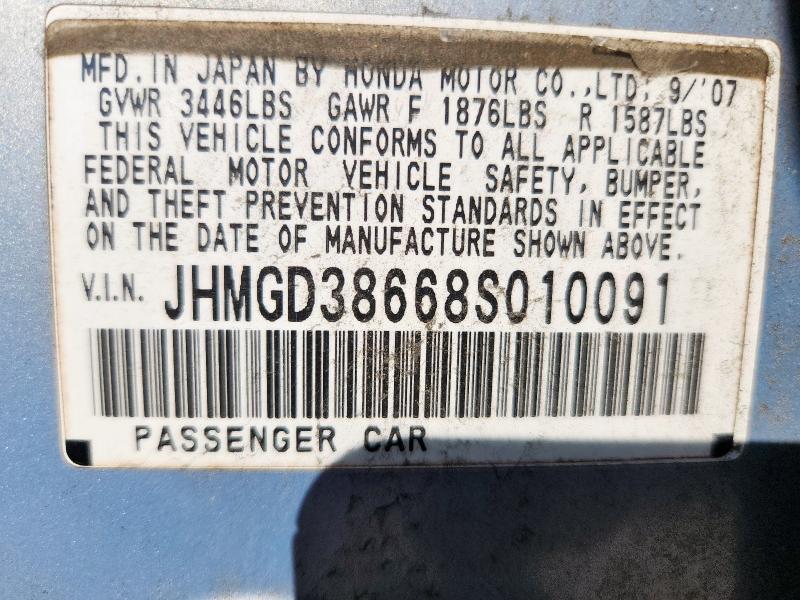 MFD. IN JAPAN BY HONDA MOTOR CO.,LTD; 9/'07
GVWR 3446LBS GAWR F 1876LBS R 1587LBS
THIS VEHICLE CONFORMS TO ALL APPLICABLE
FEDERAL MOTOR VEHICLE SAFETY, BUMPER,
AND THEFT PREVENTION STANDARDS IN EFFECT
ON THE DATE OF MANUFACTURE SHOWN ABOVE.
V.I.N. JHMGD38668S010091
PASSENGER CAR